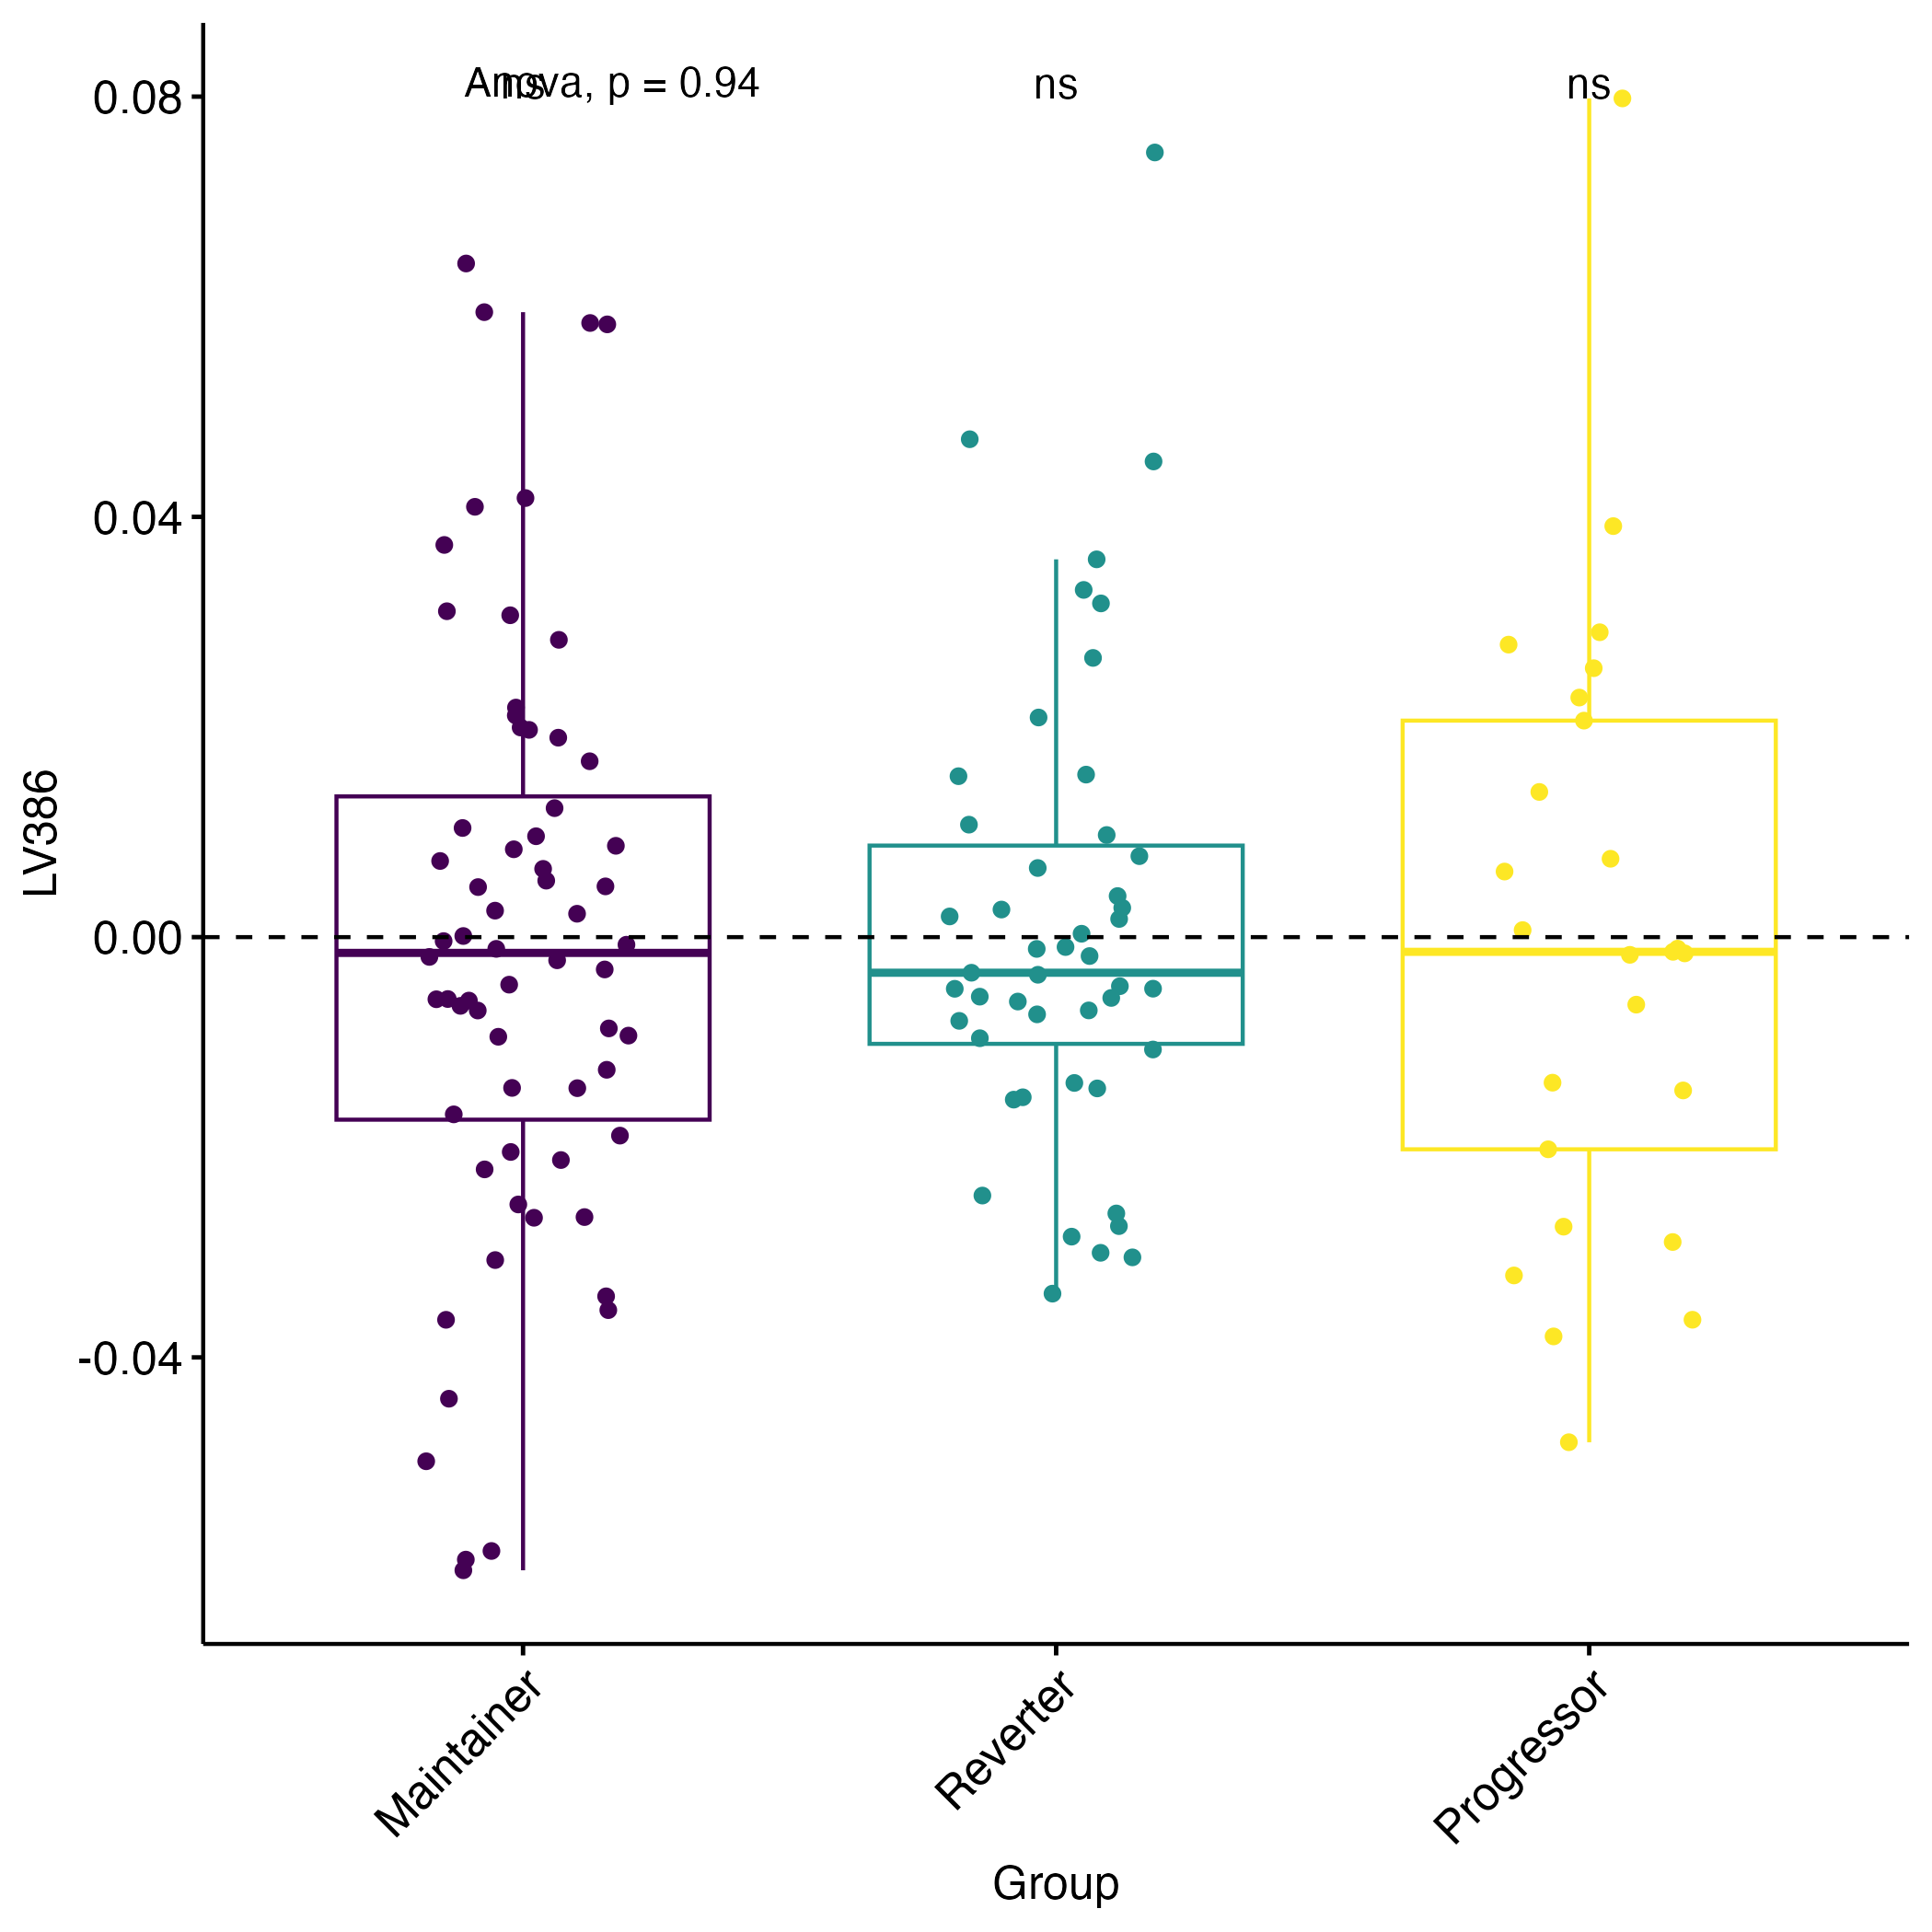 Anova, p = 0.94
ns
ns
ns
0.08
0.04
0.00
-0.04
LV386
Maintainer
Reverter
Progressor
Group